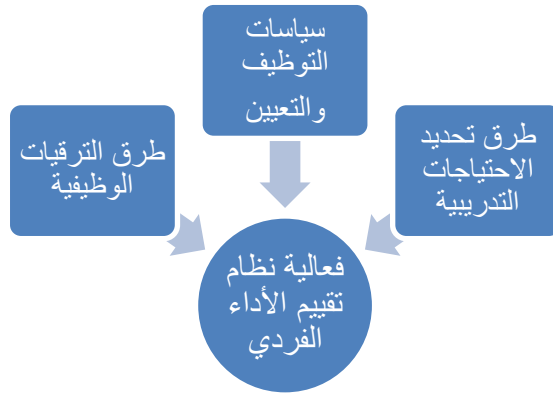 سياسات
التوظيف
والتعيين
طرق تحديد
الاحتياجات
التدريبية
طرق الترقيات
الوظيفية
فعالية نظام
تقييم الأداء
الفردي